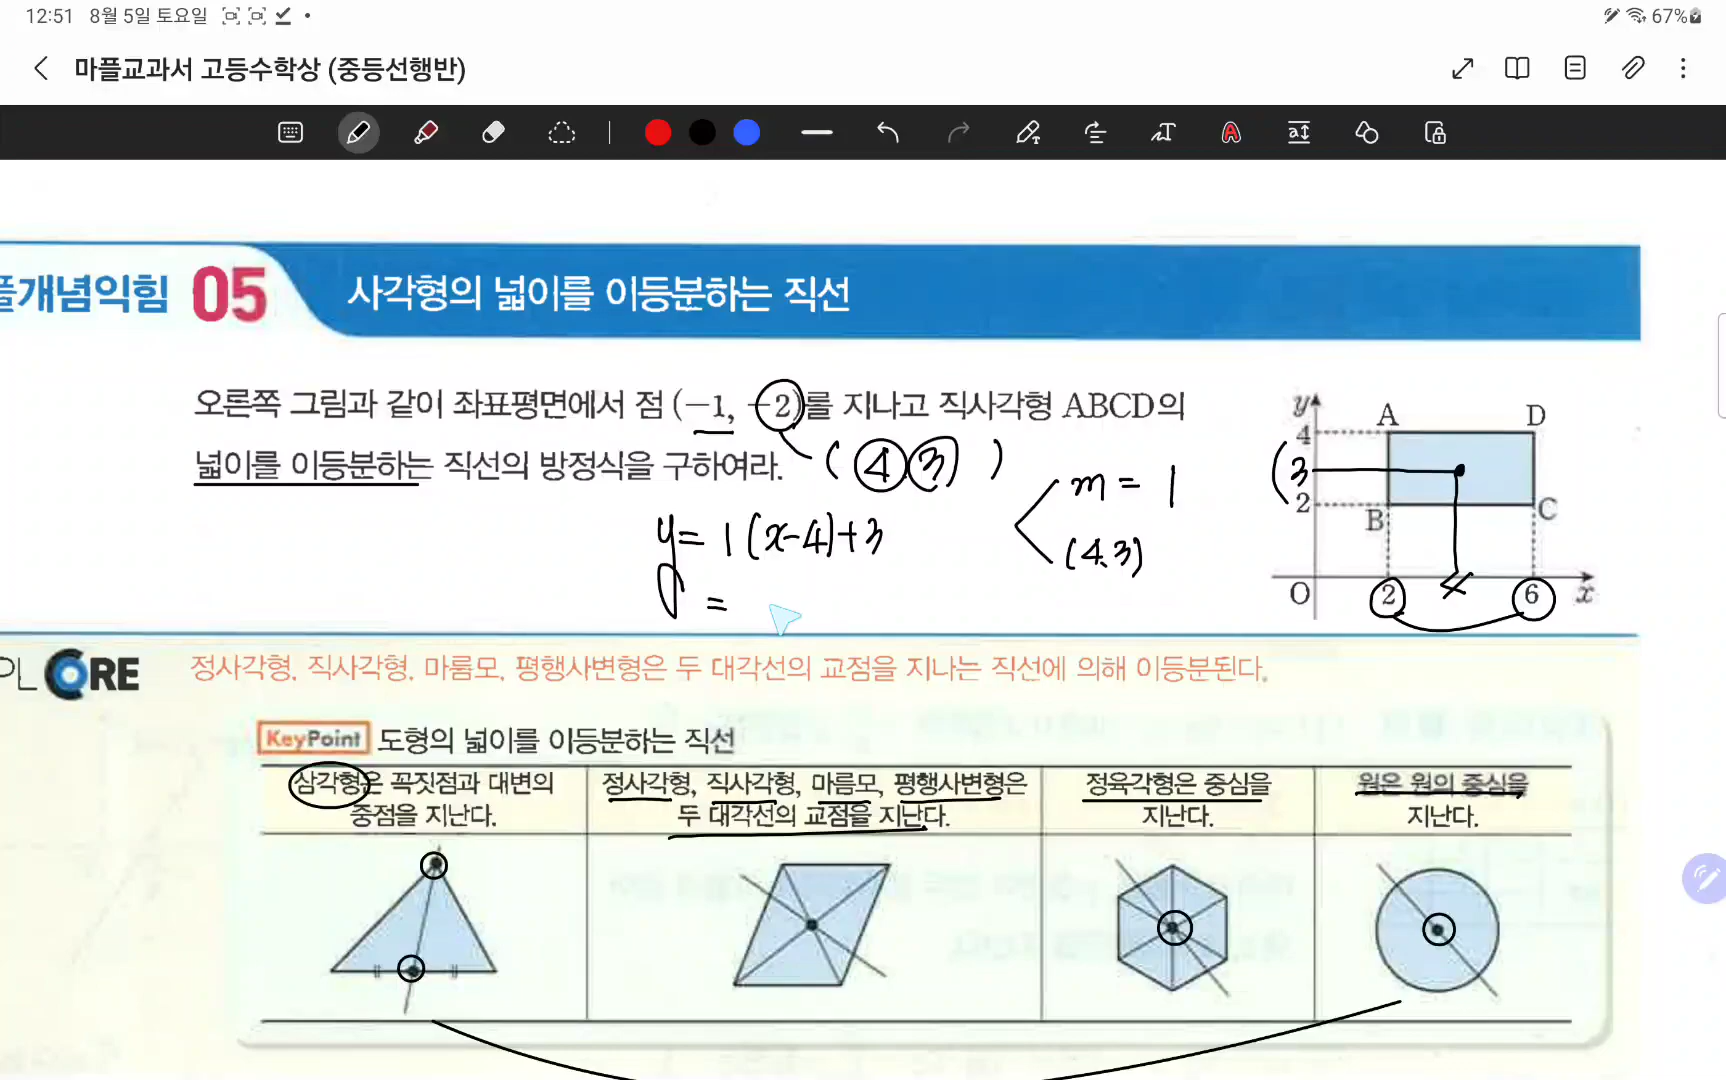 12:51 8월 5일 토요일
67%
마플교과서 고등수학상 (중등선행반)
플개념익힘 05 사각형의 넓이를 이등분하는 직선
오른쪽 그림과 같이 좌표평면에서 점 (−1, −2)를 지나고 직사각형 ABCD의
넓이를 이등분하는 직선의 방정식을 구하여라.
( 4 3 )
m = 1
(4.3)
y= 1(x-4)+3
y =
y
A D
4
3
2
B C
O 2 6 x
PL CORE 정사각형, 직사각형, 마름모, 평행사변형은 두 대각선의 교점을 지나는 직선에 의해 이등분된다.
KeyPoint 도형의 넓이를 이등분하는 직선
삼각형은 꼭짓점과 대변의
중점을 지난다.
정사각형, 직사각형, 마름모, 평행사변형은
두 대각선의 교점을 지난다.
정육각형은 중심을
지난다.
원은 원의 중심을
지난다.